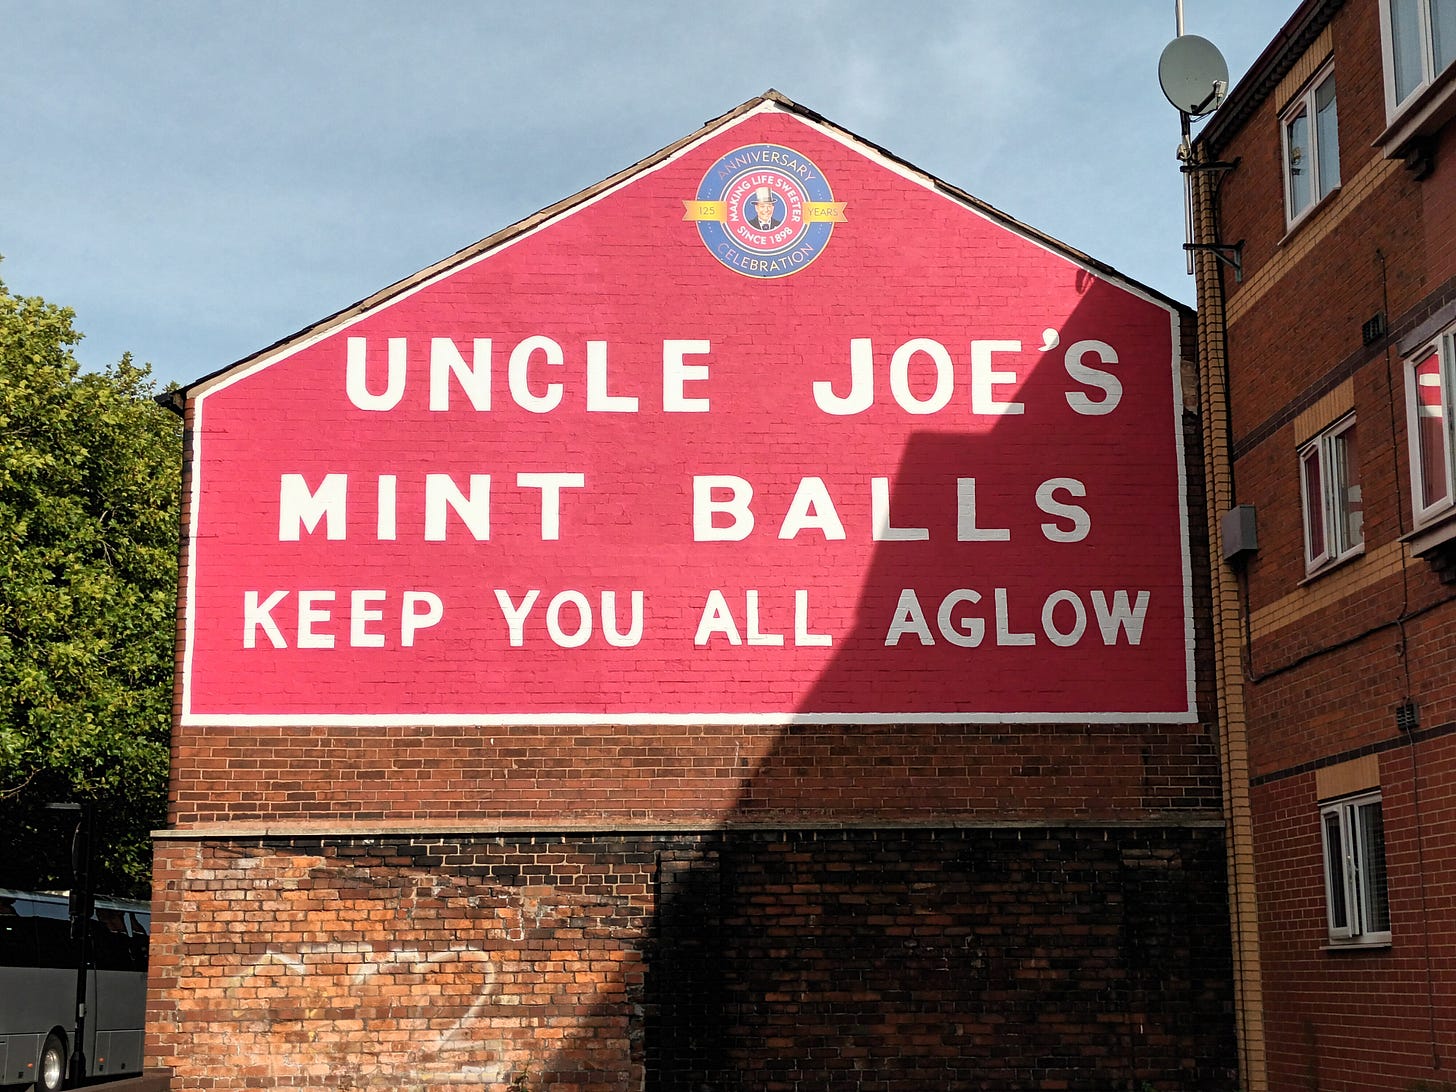 ANNIVERSARY
125 YEARS
MAKING LIFE SWEETER
SINCE 1898
CELEBRATION
UNCLE JOE'S
MINT BALLS
KEEP YOU ALL AGLOW